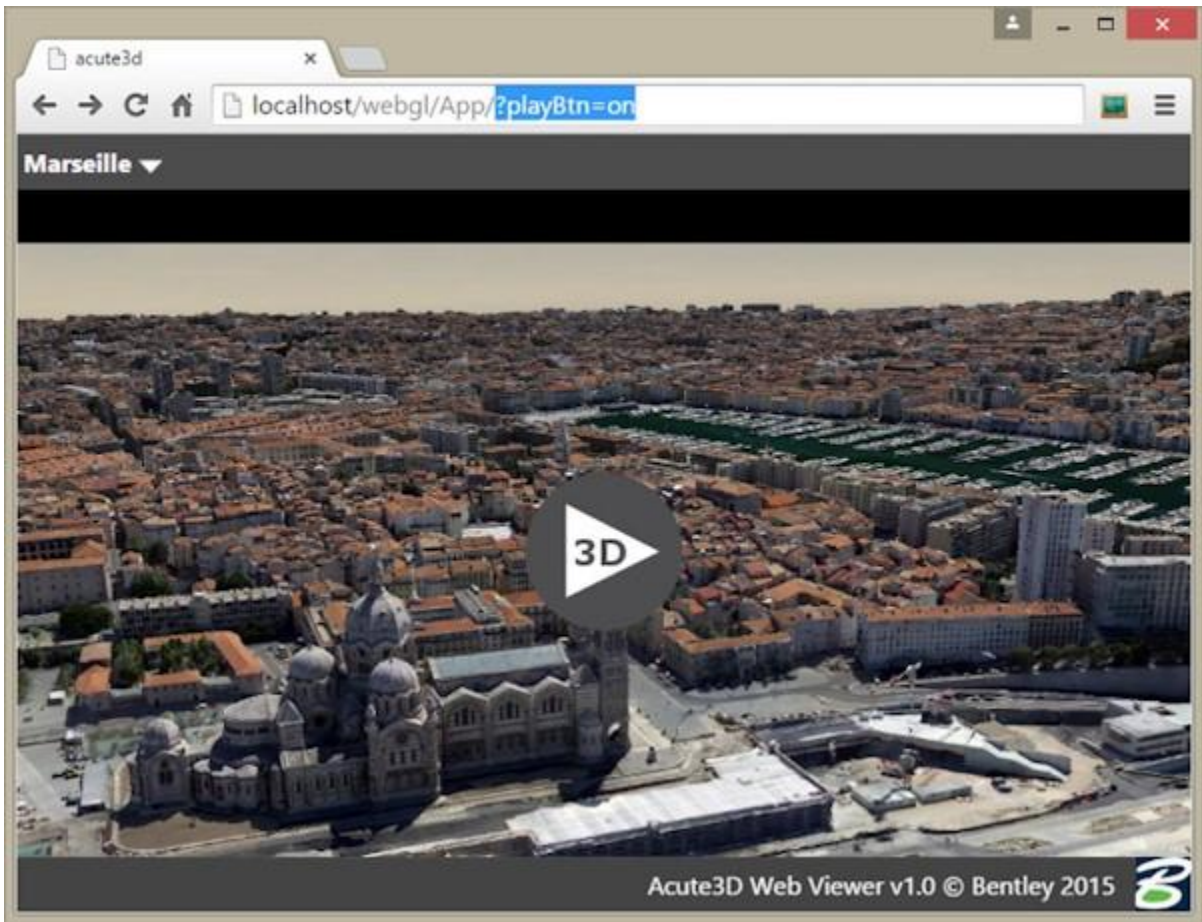 acute3d
localhost/webgl/App/?playBtn=on
Marseille
3D
Acute3D Web Viewer v1.0 © Bentley 2015